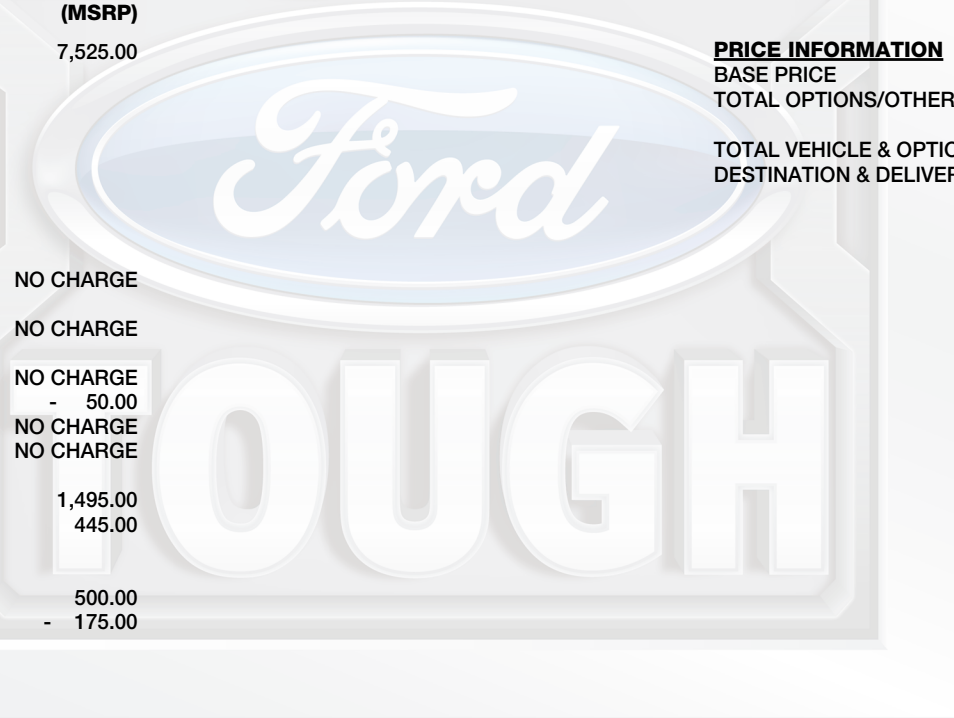 (MSRP)
7,525.00
NO CHARGE
NO CHARGE
NO CHARGE
- 50.00
NO CHARGE
NO CHARGE
1,495.00
445.00
500.00
- 175.00
PRICE INFORMATION
BASE PRICE
TOTAL OPTIONS/OTHER
TOTAL VEHICLE & OPTIO
DESTINATION & DELIVER
Ford
TOUGH